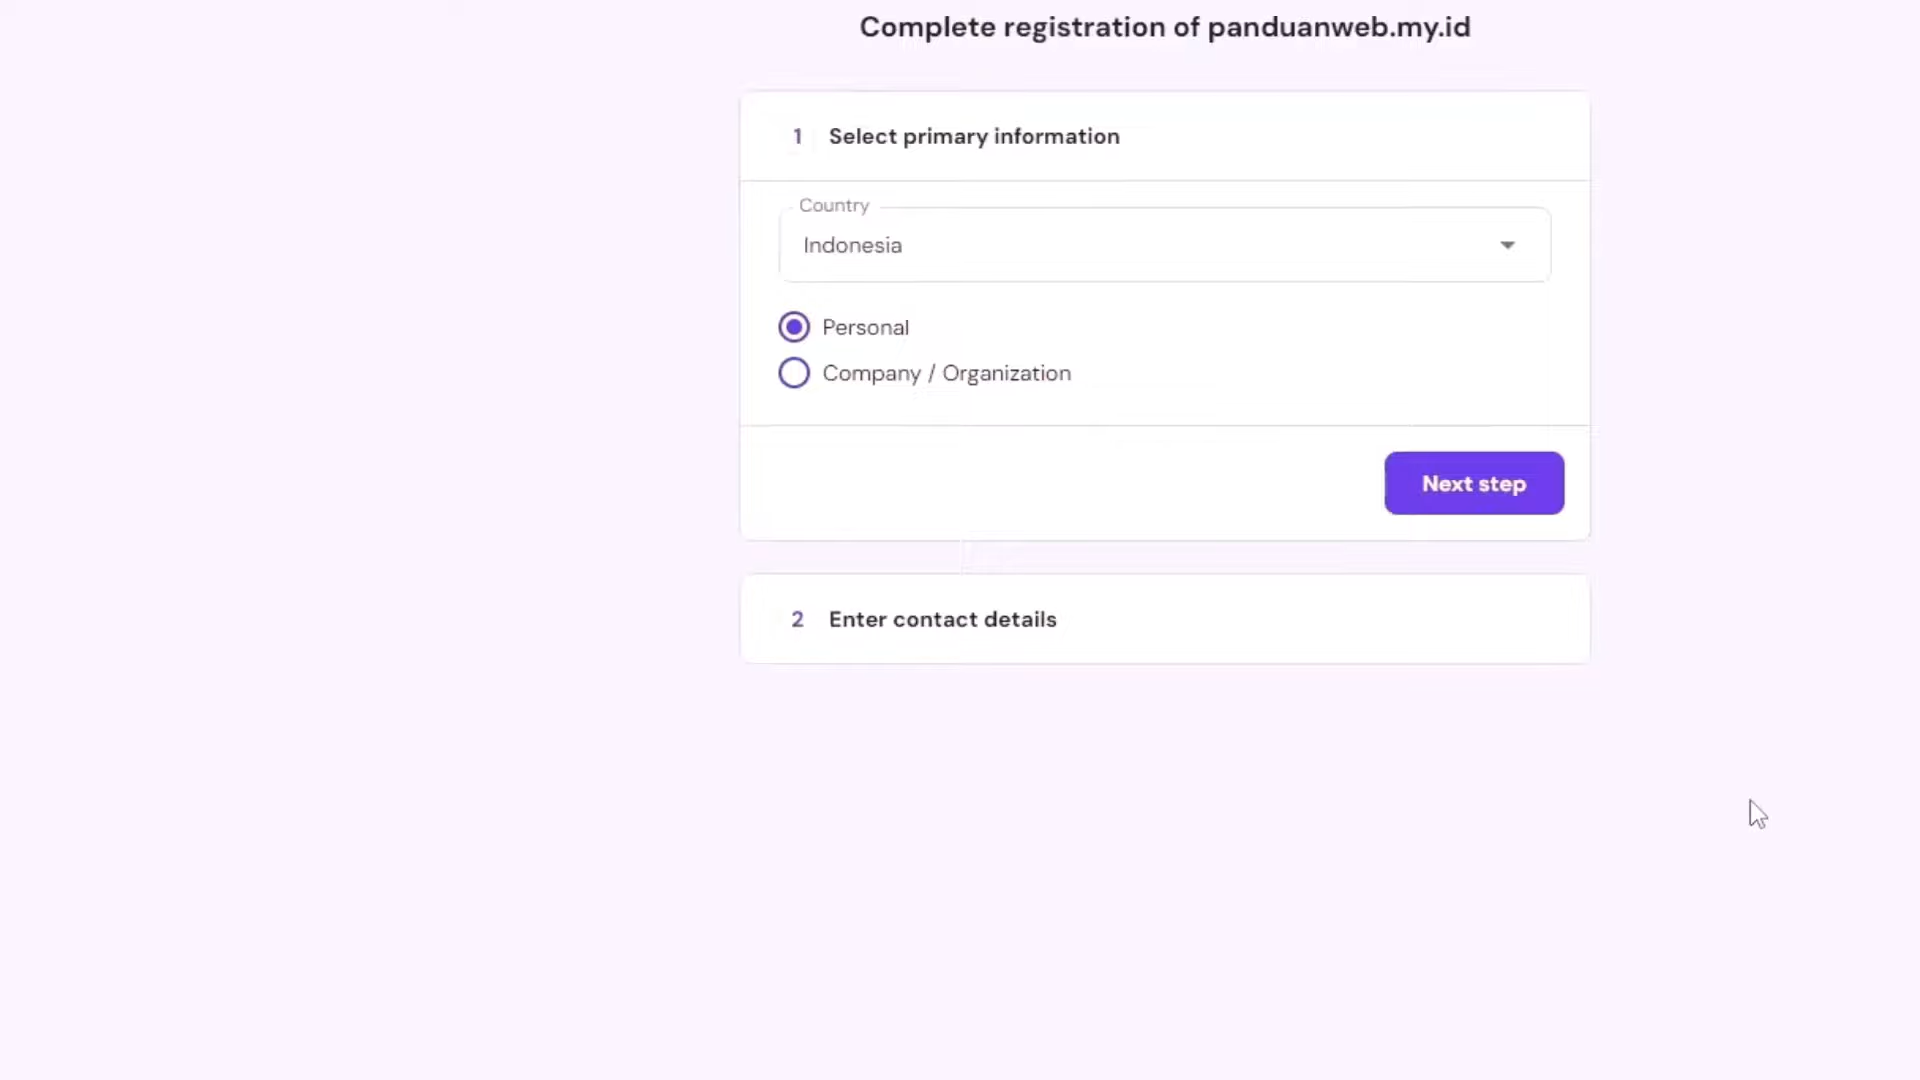 Complete registration of panduanweb.my.id
1 Select primary information
Country
Indonesia
Personal
Company / Organization
Next step
2 Enter contact details